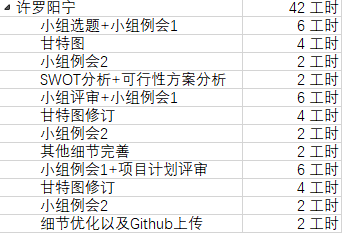 许罗阳宁 42 工时
小组选题+小组例会1 6 工时
甘特图 4 工时
小组例会2 2 工时
SWOT分析+可行性方案分析 2 工时
小组评审+小组例会1 6 工时
甘特图修订 4 工时
小组例会2 2 工时
其他细节完善 2 工时
小组例会1+项目计划评审 6 工时
甘特图修订 4 工时
小组例会2 2 工时
细节优化以及Github上传 2 工时